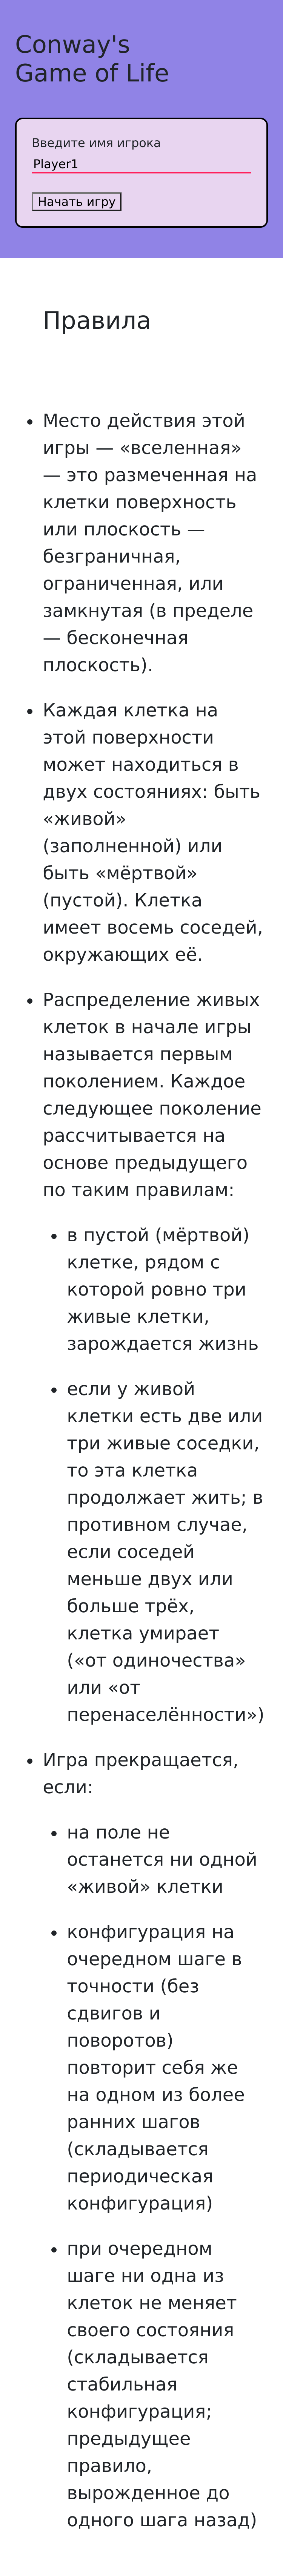 Conway's
Game of Life
Введите имя игрока
Player1
Начать игру
Правила
Место действия этой
игры — «вселенная»
— это размеченная на
клетки поверхность
или плоскость —
безграничная,
ограниченная, или
замкнутая (в пределе
— бесконечная
плоскость).
Каждая клетка на
этой поверхности
может находиться в
двух состояниях: быть
«живой»
(заполненной) или
быть «мёртвой»
(пустой). Клетка
имеет восемь соседей,
окружающих её.
Распределение живых
клеток в начале игры
называется первым
поколением. Каждое
следующее поколение
рассчитывается на
основе предыдущего
по таким правилам:
в пустой (мёртвой)
клетке, рядом с
которой ровно три
живые клетки,
зарождается жизнь
если у живой
клетки есть две или
три живые соседки,
то эта клетка
продолжает жить; в
противном случае,
если соседей
меньше двух или
больше трёх,
клетка умирает
(«от одиночества»
или «от
перенаселённости»)
Игра прекращается,
если:
на поле не
останется ни одной
«живой» клетки
конфигурация на
очередном шаге в
точности (без
сдвигов и
поворотов)
повторит себя же
на одном из более
ранних шагов
(складывается
периодическая
конфигурация)
при очередном
шаге ни одна из
клеток не меняет
своего состояния
(складывается
стабильная
конфигурация;
предыдущее
правило,
вырожденное до
одного шага назад)